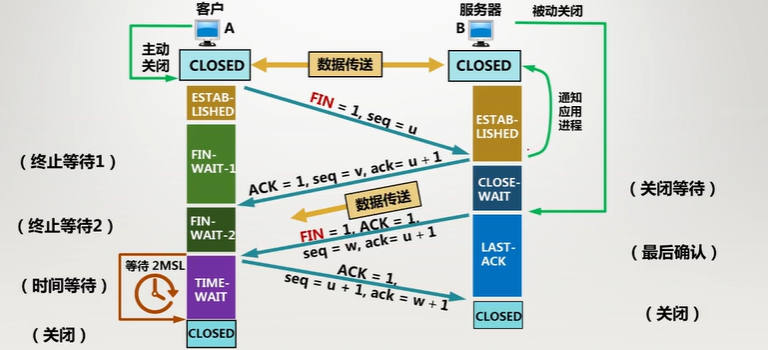 客户
A
服务器
B
被动关闭
主动
关闭
CLOSED
数据传送
CLOSED
ESTAB-
LISHED
FIN = 1, seq = u
ESTAB-
LISHED
通知
应用
进程
(终止等待1)
FIN-
WAIT-1
ACK = 1, seq = v, ack= u + 1
CLOSE-
WAIT
(关闭等待)
数据传送
(终止等待2)
FIN-
WAIT-2
FIN = 1, ACK = 1,
seq = w, ack= u + 1
LAST-
ACK
(最后确认)
等待 2MSL
(时间等待)
TIME-
WAIT
ACK = 1,
seq = u + 1, ack = w + 1
CLOSED
(关闭)
(关闭)
CLOSED